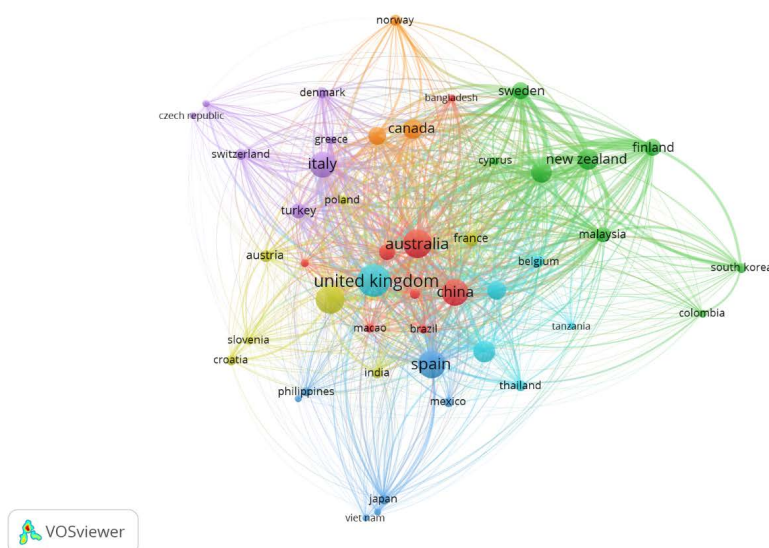 norway
denmark
sweden
bangladesh
czech republic
canada
greece
finland
switzerland
italy
cyprus
new zealand
poland
turkey
malaysia
australia
france
austria
belgium
south korea
united kingdom
china
colombia
macao
brazil
tanzania
slovenia
croatia
spain
india
thailand
philippines
mexico
japan
viet nam
VOSviewer